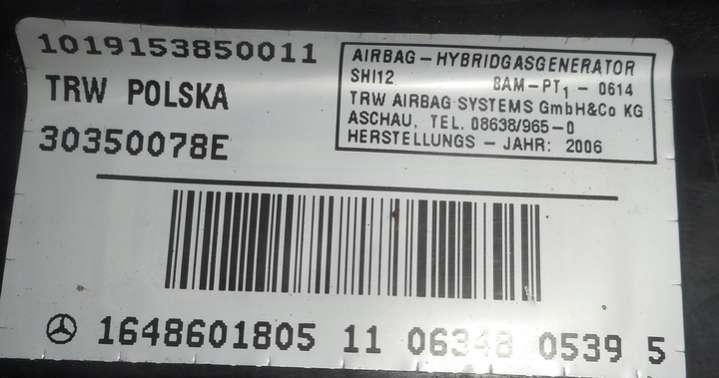 1019153850011
TRW POLSKA
30350078E
AIRBAG-HYBRIDGASGENERATOR
SHI12 BAM-PT1-0614
TRW AIRBAG SYSTEMS GmbH&Co KG
ASCHAU, TEL. 08638/965-0
HERSTELLUNGS-JAHR: 2006
1648601805 11 06348 0539 5